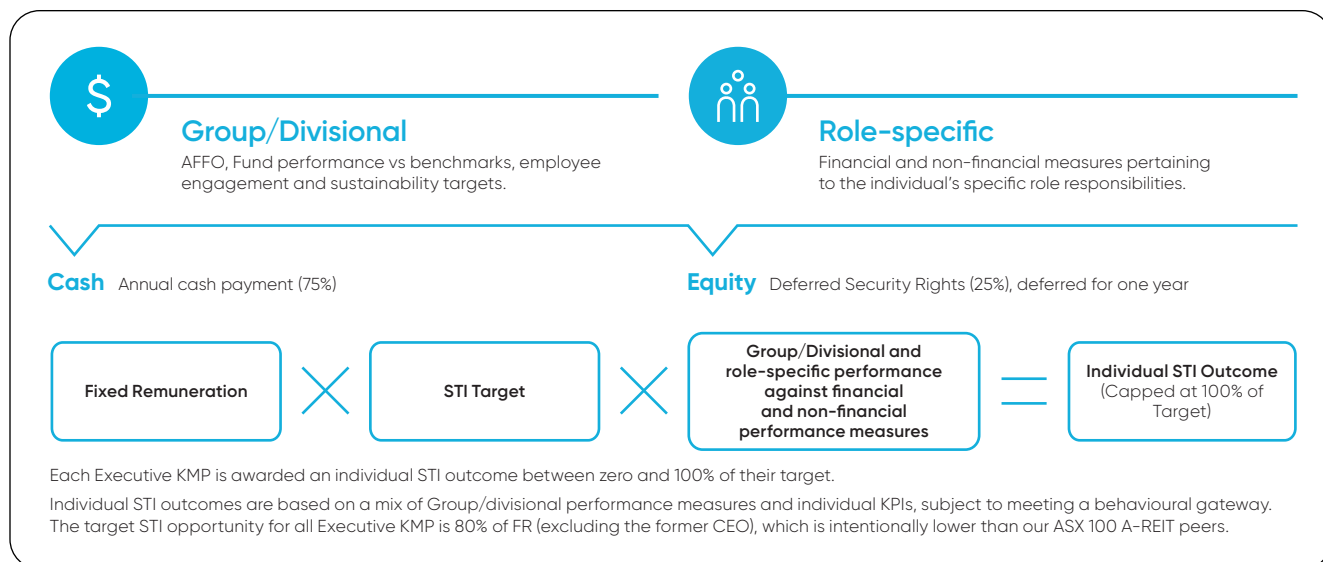 $
Group/Divisional
AFFO, Fund performance vs benchmarks, employee
engagement and sustainability targets.
Role-specific
Financial and non-financial measures pertaining
to the individual's specific role responsibilities.
Cash Annual cash payment (75%)
Equity Deferred Security Rights (25%), deferred for one year
Fixed Remuneration
STI Target
Group/Divisional and
role-specific performance
against financial
and non-financial
performance measures
Individual STI Outcome
(Capped at 100% of
Target)
Each Executive KMP is awarded an individual STI outcome between zero and 100% of their target.
Individual STI outcomes are based on a mix of Group/divisional performance measures and individual KPIs, subject to meeting a behavioural gateway.
The target STI opportunity for all Executive KMP is 80% of FR (excluding the former CEO), which is intentionally lower than our ASX 100 A-REIT peers.